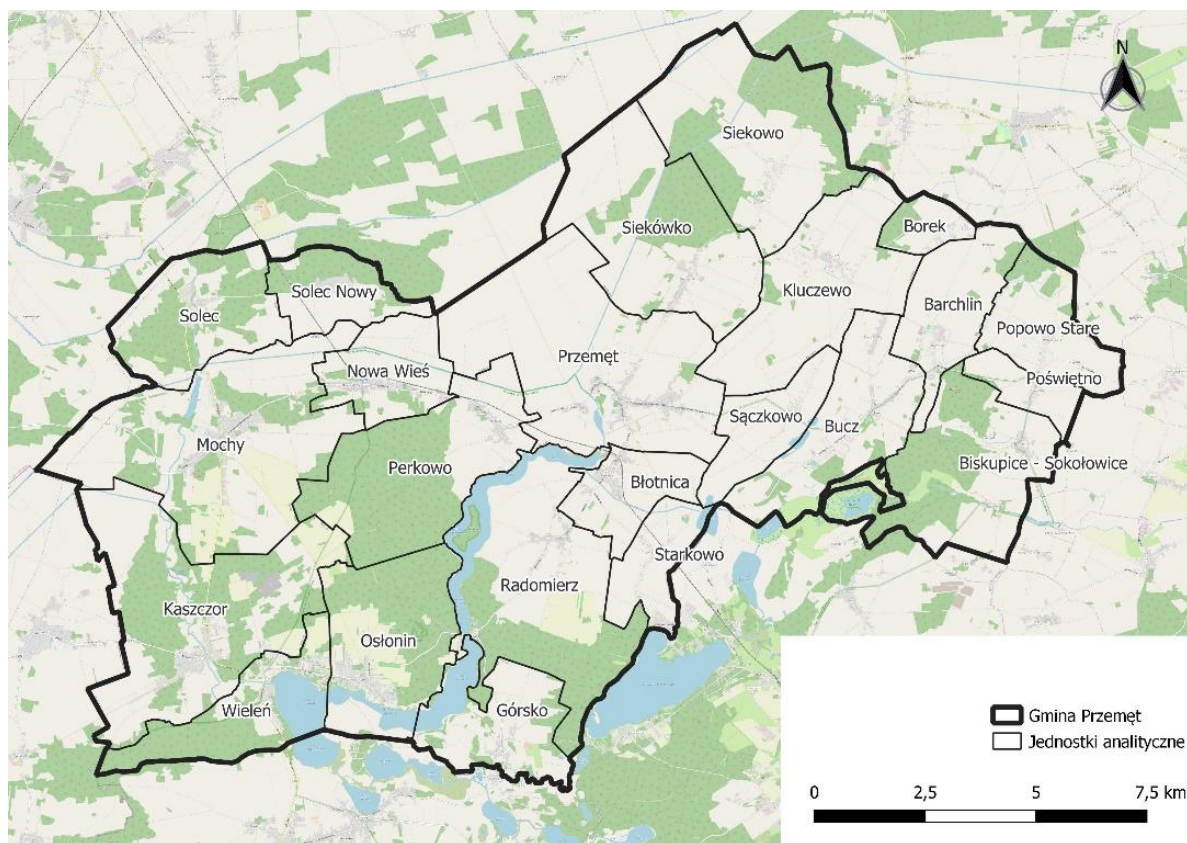 N
Siekowo
Siekówko
Borek
Solec Nowy
Kluczewo
Barchlin
Solec
Popowo Stare
Przemęt
Nowa Wieś
Poświętno
Sączkowo
Bucz
Mochy
Perkowo
Biskupice - Sokołowice
Błotnica
Starkowo
Radomierz
Kaszczor
Osłonin
Wieleń
Górsko
Gmina Przemęt
Jednostki analityczne
0 2,5 5 7,5 km